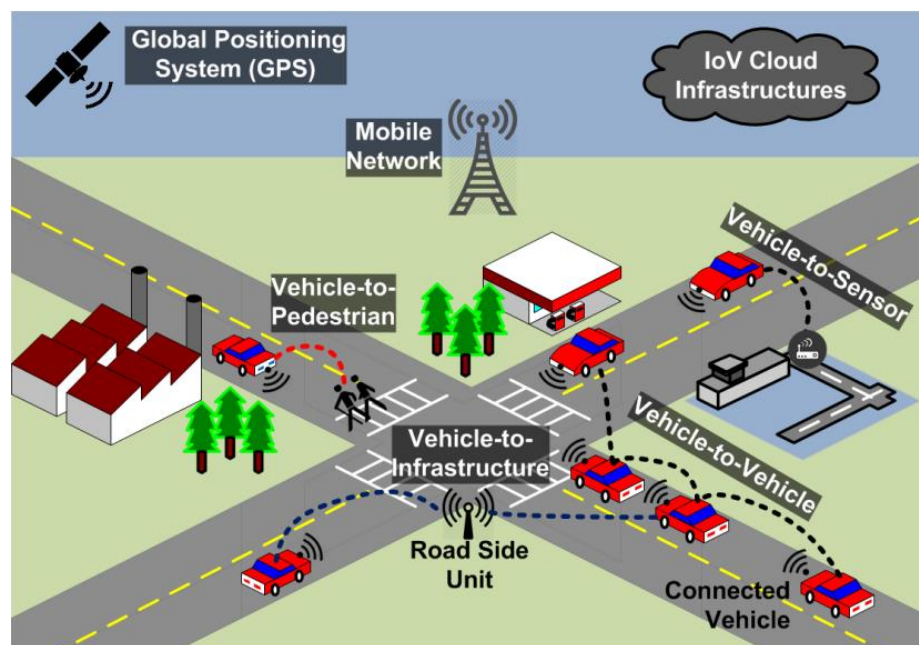 Global Positioning
System (GPS)
IoV Cloud
Infrastructures
Mobile
Network
Vehicle-to-Sensor
Vehicle-to-
Pedestrian
Vehicle-to-
Infrastructure
Vehicle-to-Vehicle
Road Side
Unit
Connected
Vehicle